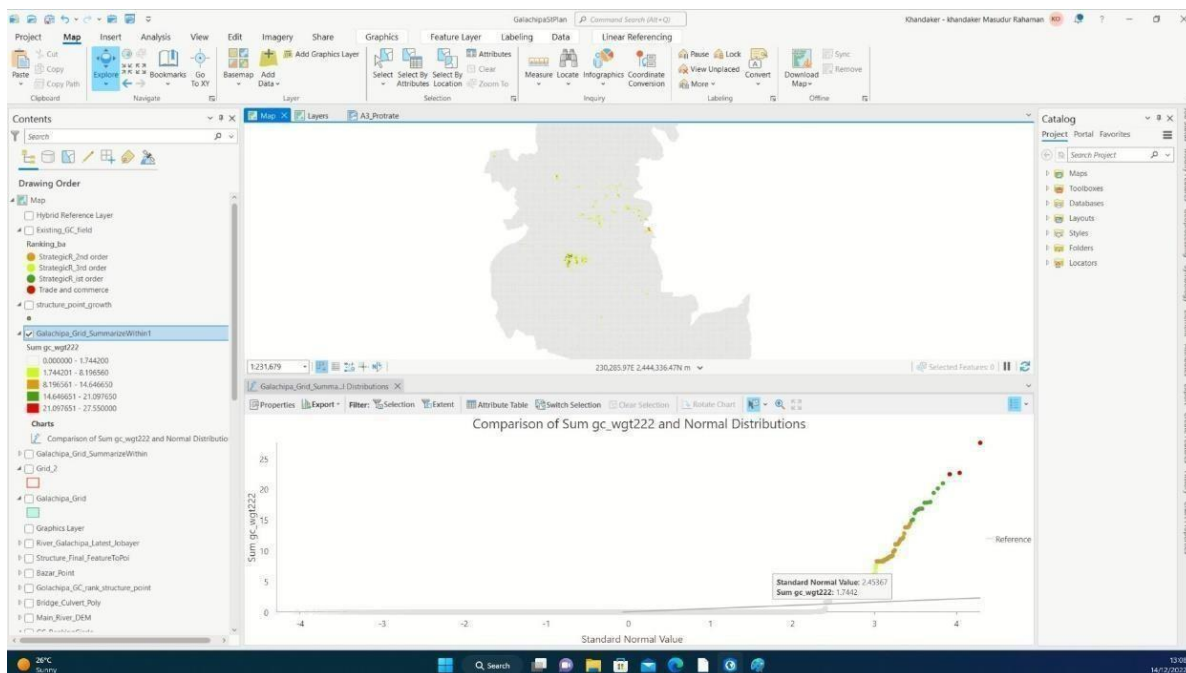 GalachipaStPlan
Command Search (Alt+Q)
Khandaker - khandaker Masudur Rahaman
KO
?
Project Map Insert Analysis View Edit Imagery Share Graphics Feature Layer Labeling Data Linear Referencing
Paste
Cut
Copy
Copy Path
Clipboard
Explore
Bookmarks
Go To XY
Navigate
Basemap
Add Data
Add Graphics Layer
Layer
Select
Select By Attributes
Select By Location
Attributes
Clear
Zoom To
Selection
Measure
Locate
Infographics
Coordinate Conversion
Inquiry
Pause
Lock
View Unplaced
More
Convert
Labeling
Download Map
Sync
Remove
Offline
Contents
Search
Drawing Order
Map
Hybrid Reference Layer
Existing_GC_field
Ranking_ba
StrategicR_2nd order
StrategicR_3rd order
StrategicR_ist order
Trade and commerce
structure_point_growth
Galachipa_Grid_SummarizeWithin1
Sum gc_wgt222
0.000000 - 1.744200
1.744201 - 8.196560
8.196561 - 14.646650
14.646651 - 21.097650
21.097651 - 27.550000
Charts
Comparison of Sum gc_wgt222 and Normal Distributio
Galachipa_Grid_SummarizeWithin
Grid_2
Galachipa_Grid
Graphics Layer
River_Galachipa_Latest_Jobayer
Structure_Final_FeatureToPoi
Bazar_Point
Golachipa_GC_rank_structure_point
Bridge_Culvert_Poly
Main_River_DEM
Map
Layers
A3_Protrate
1:231,679
230,285.97E 2,444,336.47N m
Selected Features: 0
Galachipa_Grid_Summa...l Distributions
Properties Export Filter: Selection Extent Attribute Table Switch Selection Clear Selection Rotate Chart
Comparison of Sum gc_wgt222 and Normal Distributions
Sum gc_wgt222
25
20
15
10
5
0
Reference
Standard Normal Value: 2.45367
Sum gc_wgt222: 1.7442
-4 -3 -2 -1 0 1 2 3 4
Standard Normal Value
Catalog
Project Portal Favorites
Search Project
Maps
Toolboxes
Databases
Layouts
Styles
Folders
Locators
26°C
Sunny
Search
13:08